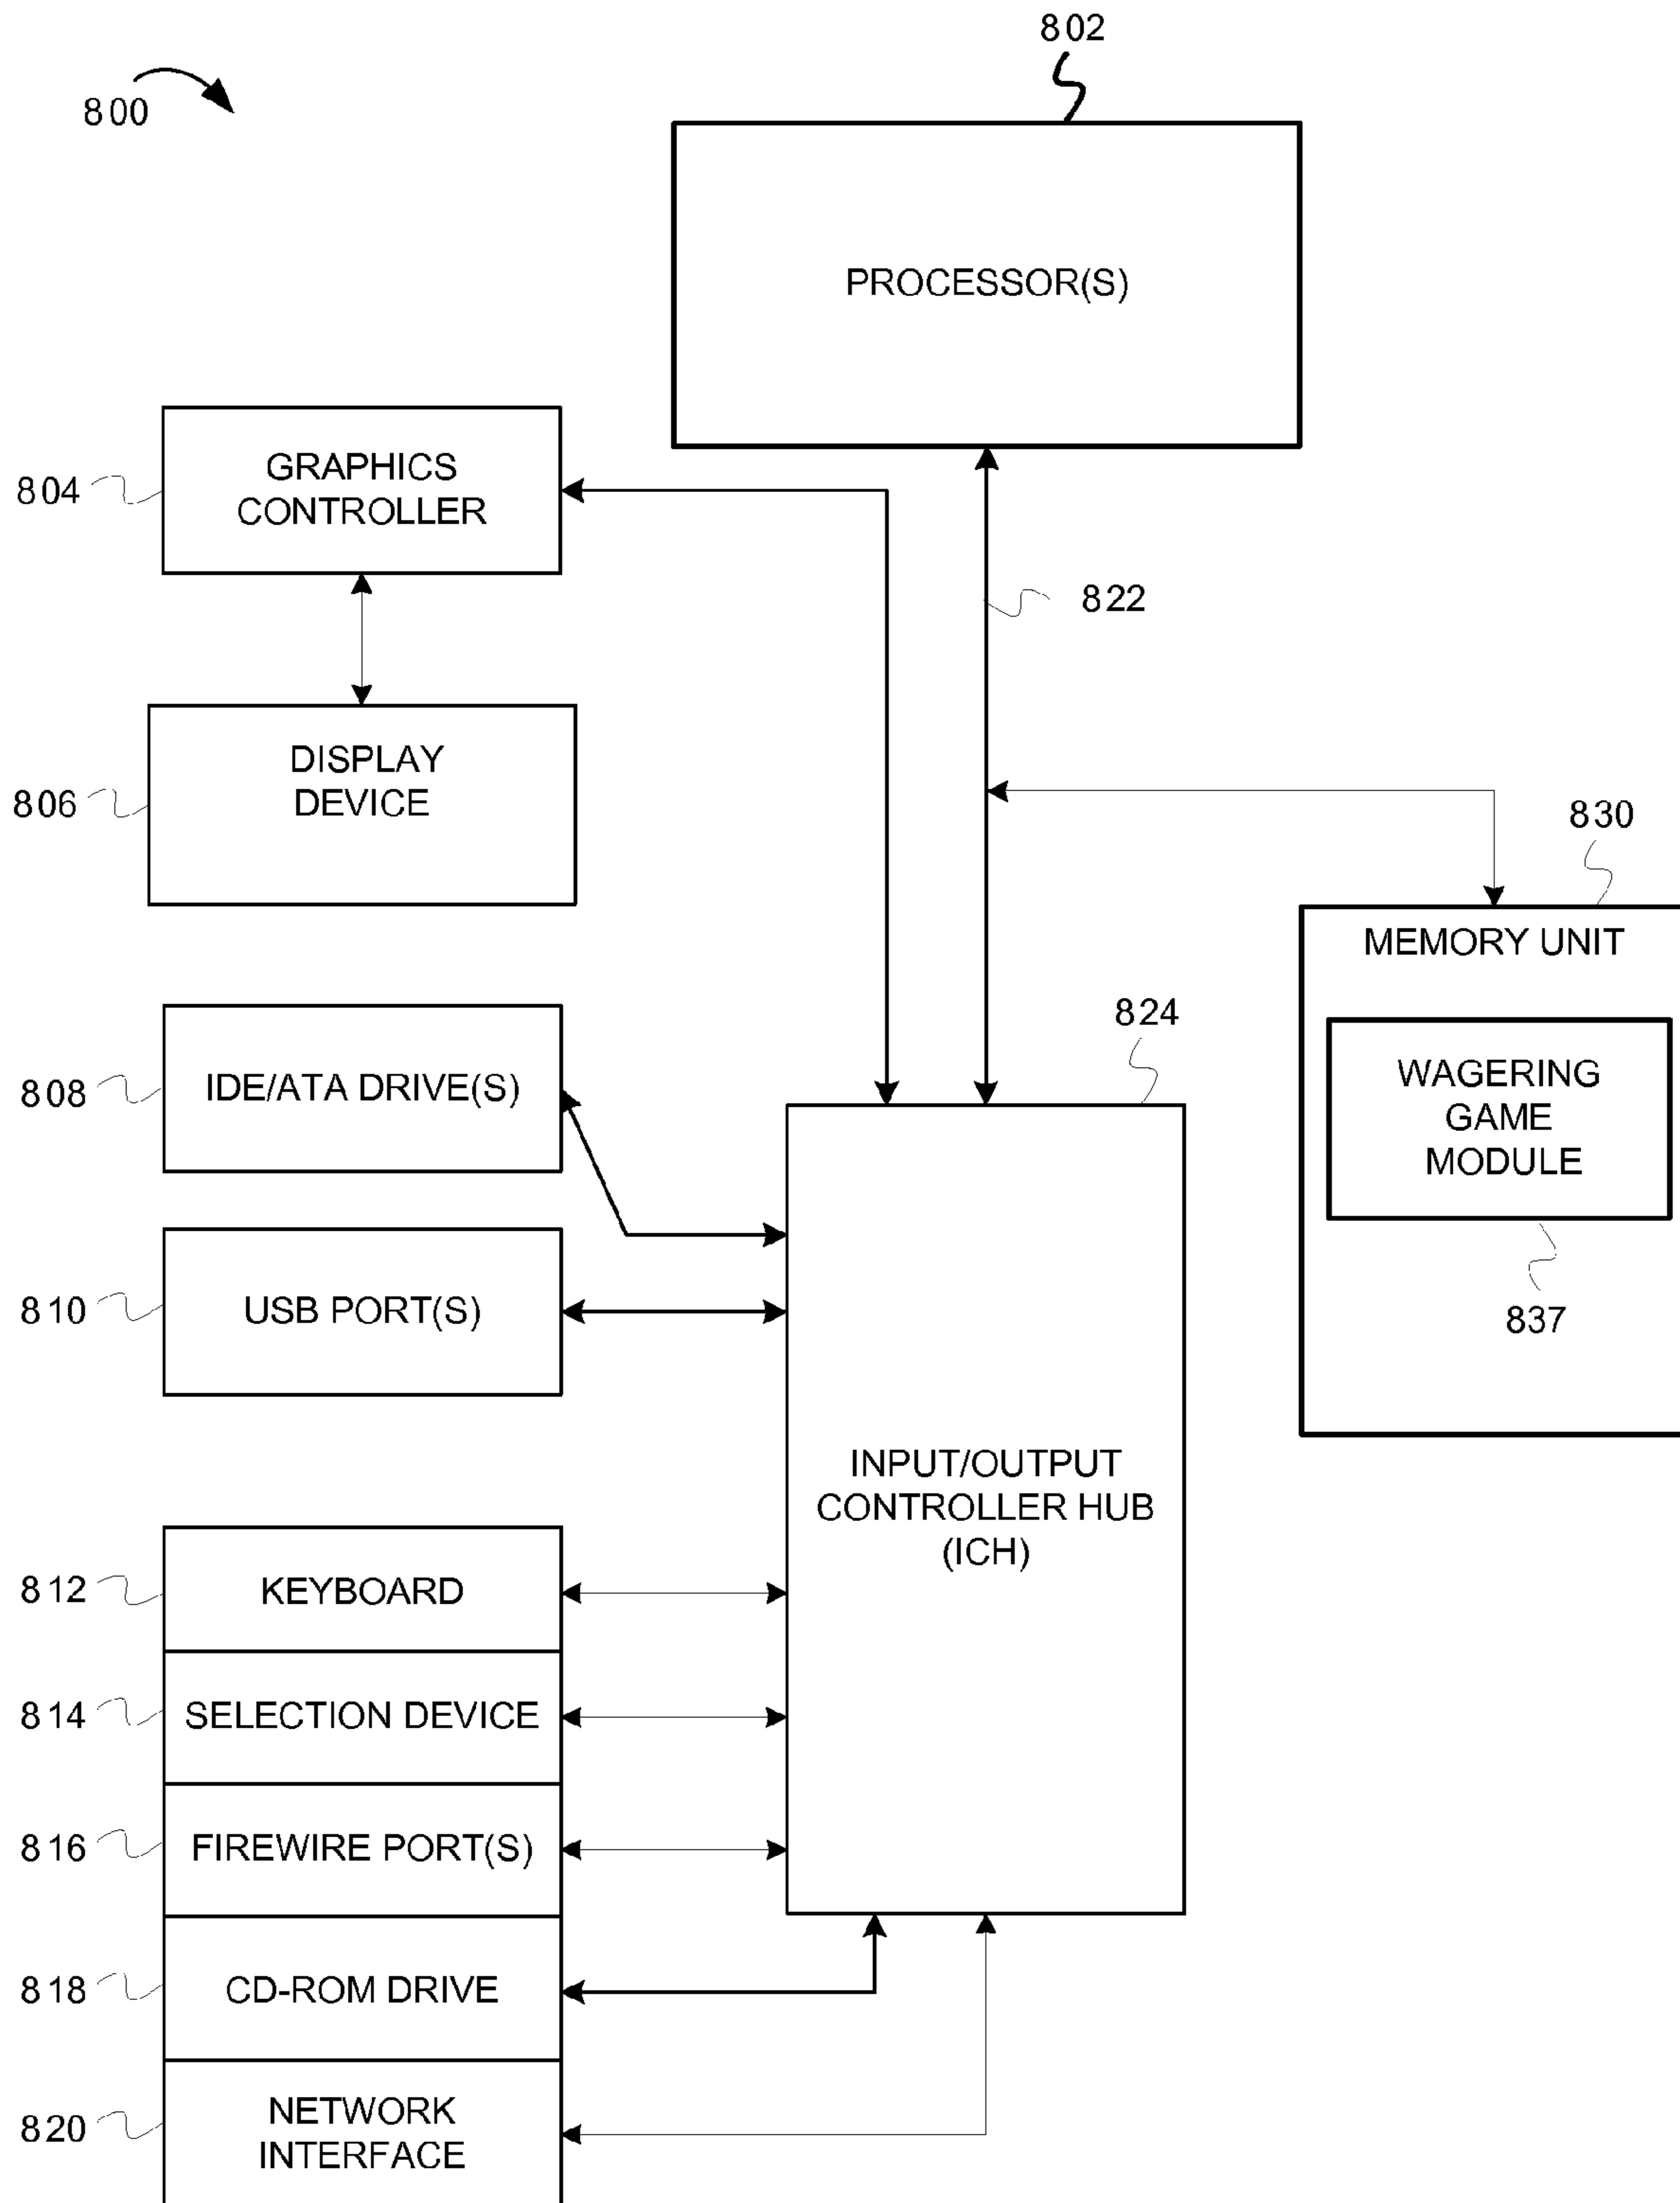 802
800
PROCESSOR(S)
804
GRAPHICS
CONTROLLER
822
806
DISPLAY
DEVICE
830
MEMORY UNIT
824
808
IDE/ATA DRIVE(S)
WAGERING
GAME
MODULE
837
810
USB PORT(S)
INPUT/OUTPUT
CONTROLLER HUB
(ICH)
812
KEYBOARD
814
SELECTION DEVICE
816
FIREWIRE PORT(S)
818
CD-ROM DRIVE
820
NETWORK
INTERFACE